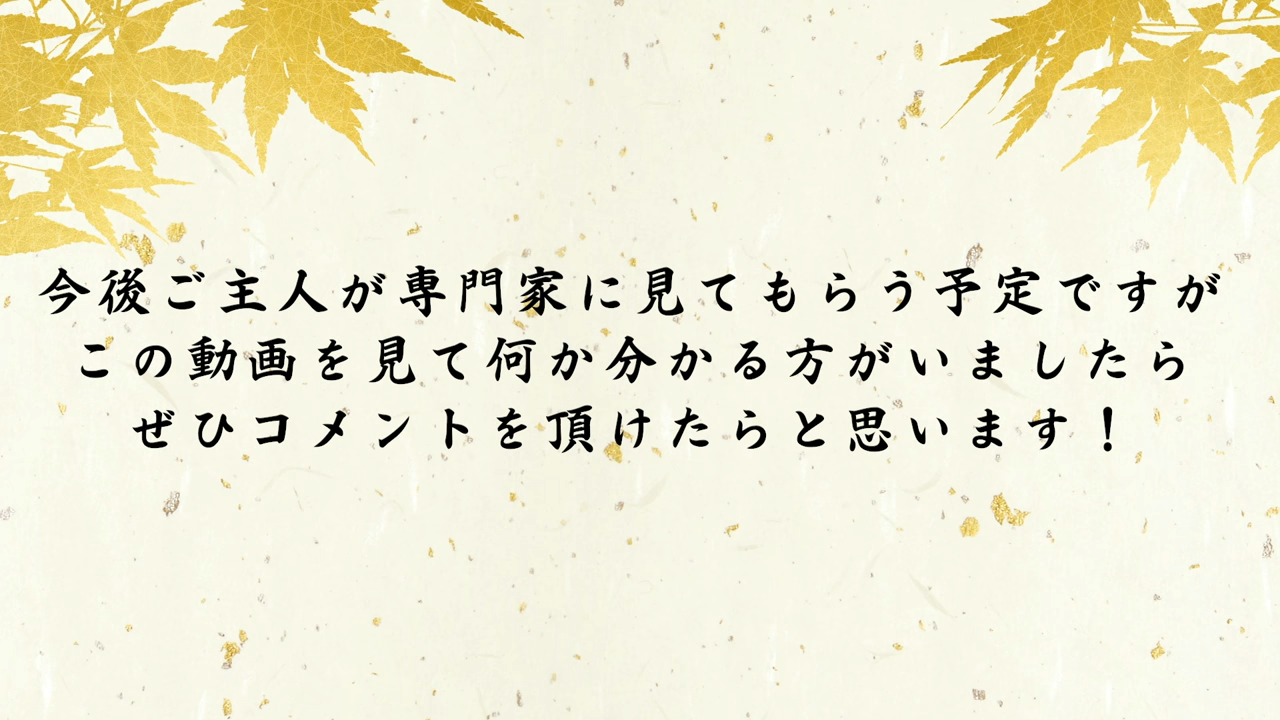 今後ご主人が専門家に見てもらう予定ですが
この動画を見て何か分かる方がいましたら
ぜひコメントを頂けたらと思います！